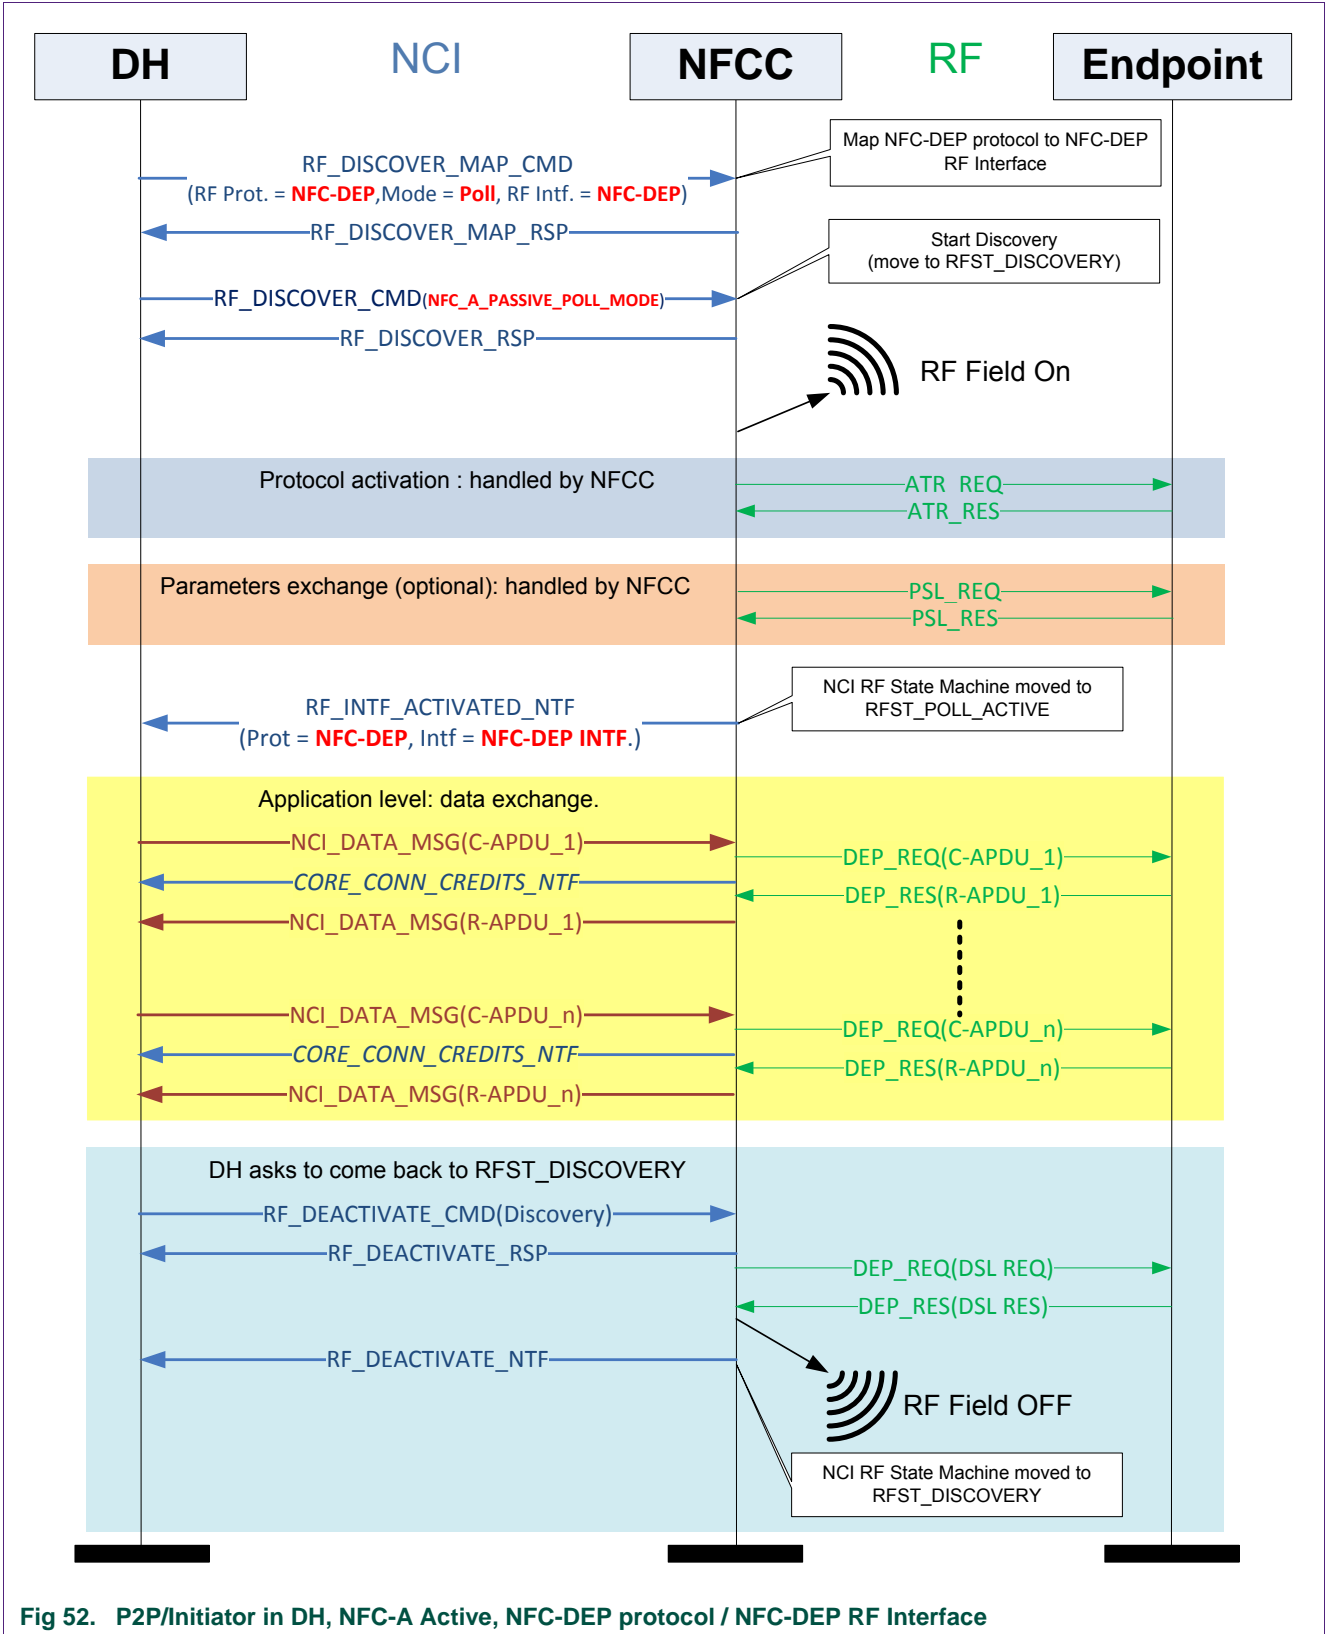 DH
NCI
NFCC
RF
Endpoint
Map NFC-DEP protocol to NFC-DEP
RF Interface
RF_DISCOVER_MAP_CMD
(RF Prot. = NFC-DEP,Mode = Poll, RF Intf. = NFC-DEP)
RF_DISCOVER_MAP_RSP
Start Discovery
(move to RFST_DISCOVERY)
RF_DISCOVER_CMD(NFC_A_PASSIVE_POLL_MODE)
RF_DISCOVER_RSP
RF Field On
Protocol activation : handled by NFCC
ATR_REQ
ATR_RES
Parameters exchange (optional): handled by NFCC
PSL_REQ
PSL_RES
NCI RF State Machine moved to
RFST_POLL_ACTIVE
RF_INTF_ACTIVATED_NTF
(Prot = NFC-DEP, Intf = NFC-DEP INTF.)
Application level: data exchange.
NCI_DATA_MSG(C-APDU_1)
DEP_REQ(C-APDU_1)
CORE_CONN_CREDITS_NTF
DEP_RES(R-APDU_1)
NCI_DATA_MSG(R-APDU_1)
NCI_DATA_MSG(C-APDU_n)
DEP_REQ(C-APDU_n)
CORE_CONN_CREDITS_NTF
DEP_RES(R-APDU_n)
NCI_DATA_MSG(R-APDU_n)
DH asks to come back to RFST_DISCOVERY
RF_DEACTIVATE_CMD(Discovery)
RF_DEACTIVATE_RSP
DEP_REQ(DSL REQ)
DEP_RES(DSL RES)
RF_DEACTIVATE_NTF
RF Field OFF
NCI RF State Machine moved to
RFST_DISCOVERY
Fig 52. P2P/Initiator in DH, NFC-A Active, NFC-DEP protocol / NFC-DEP RF Interface